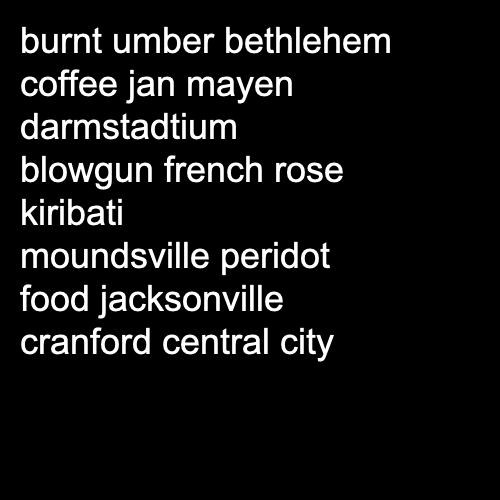 burnt umber bethlehem
coffee jan mayen
darmstadtium
blowgun french rose
kiribati
moundsville peridot
food jacksonville
cranford central city